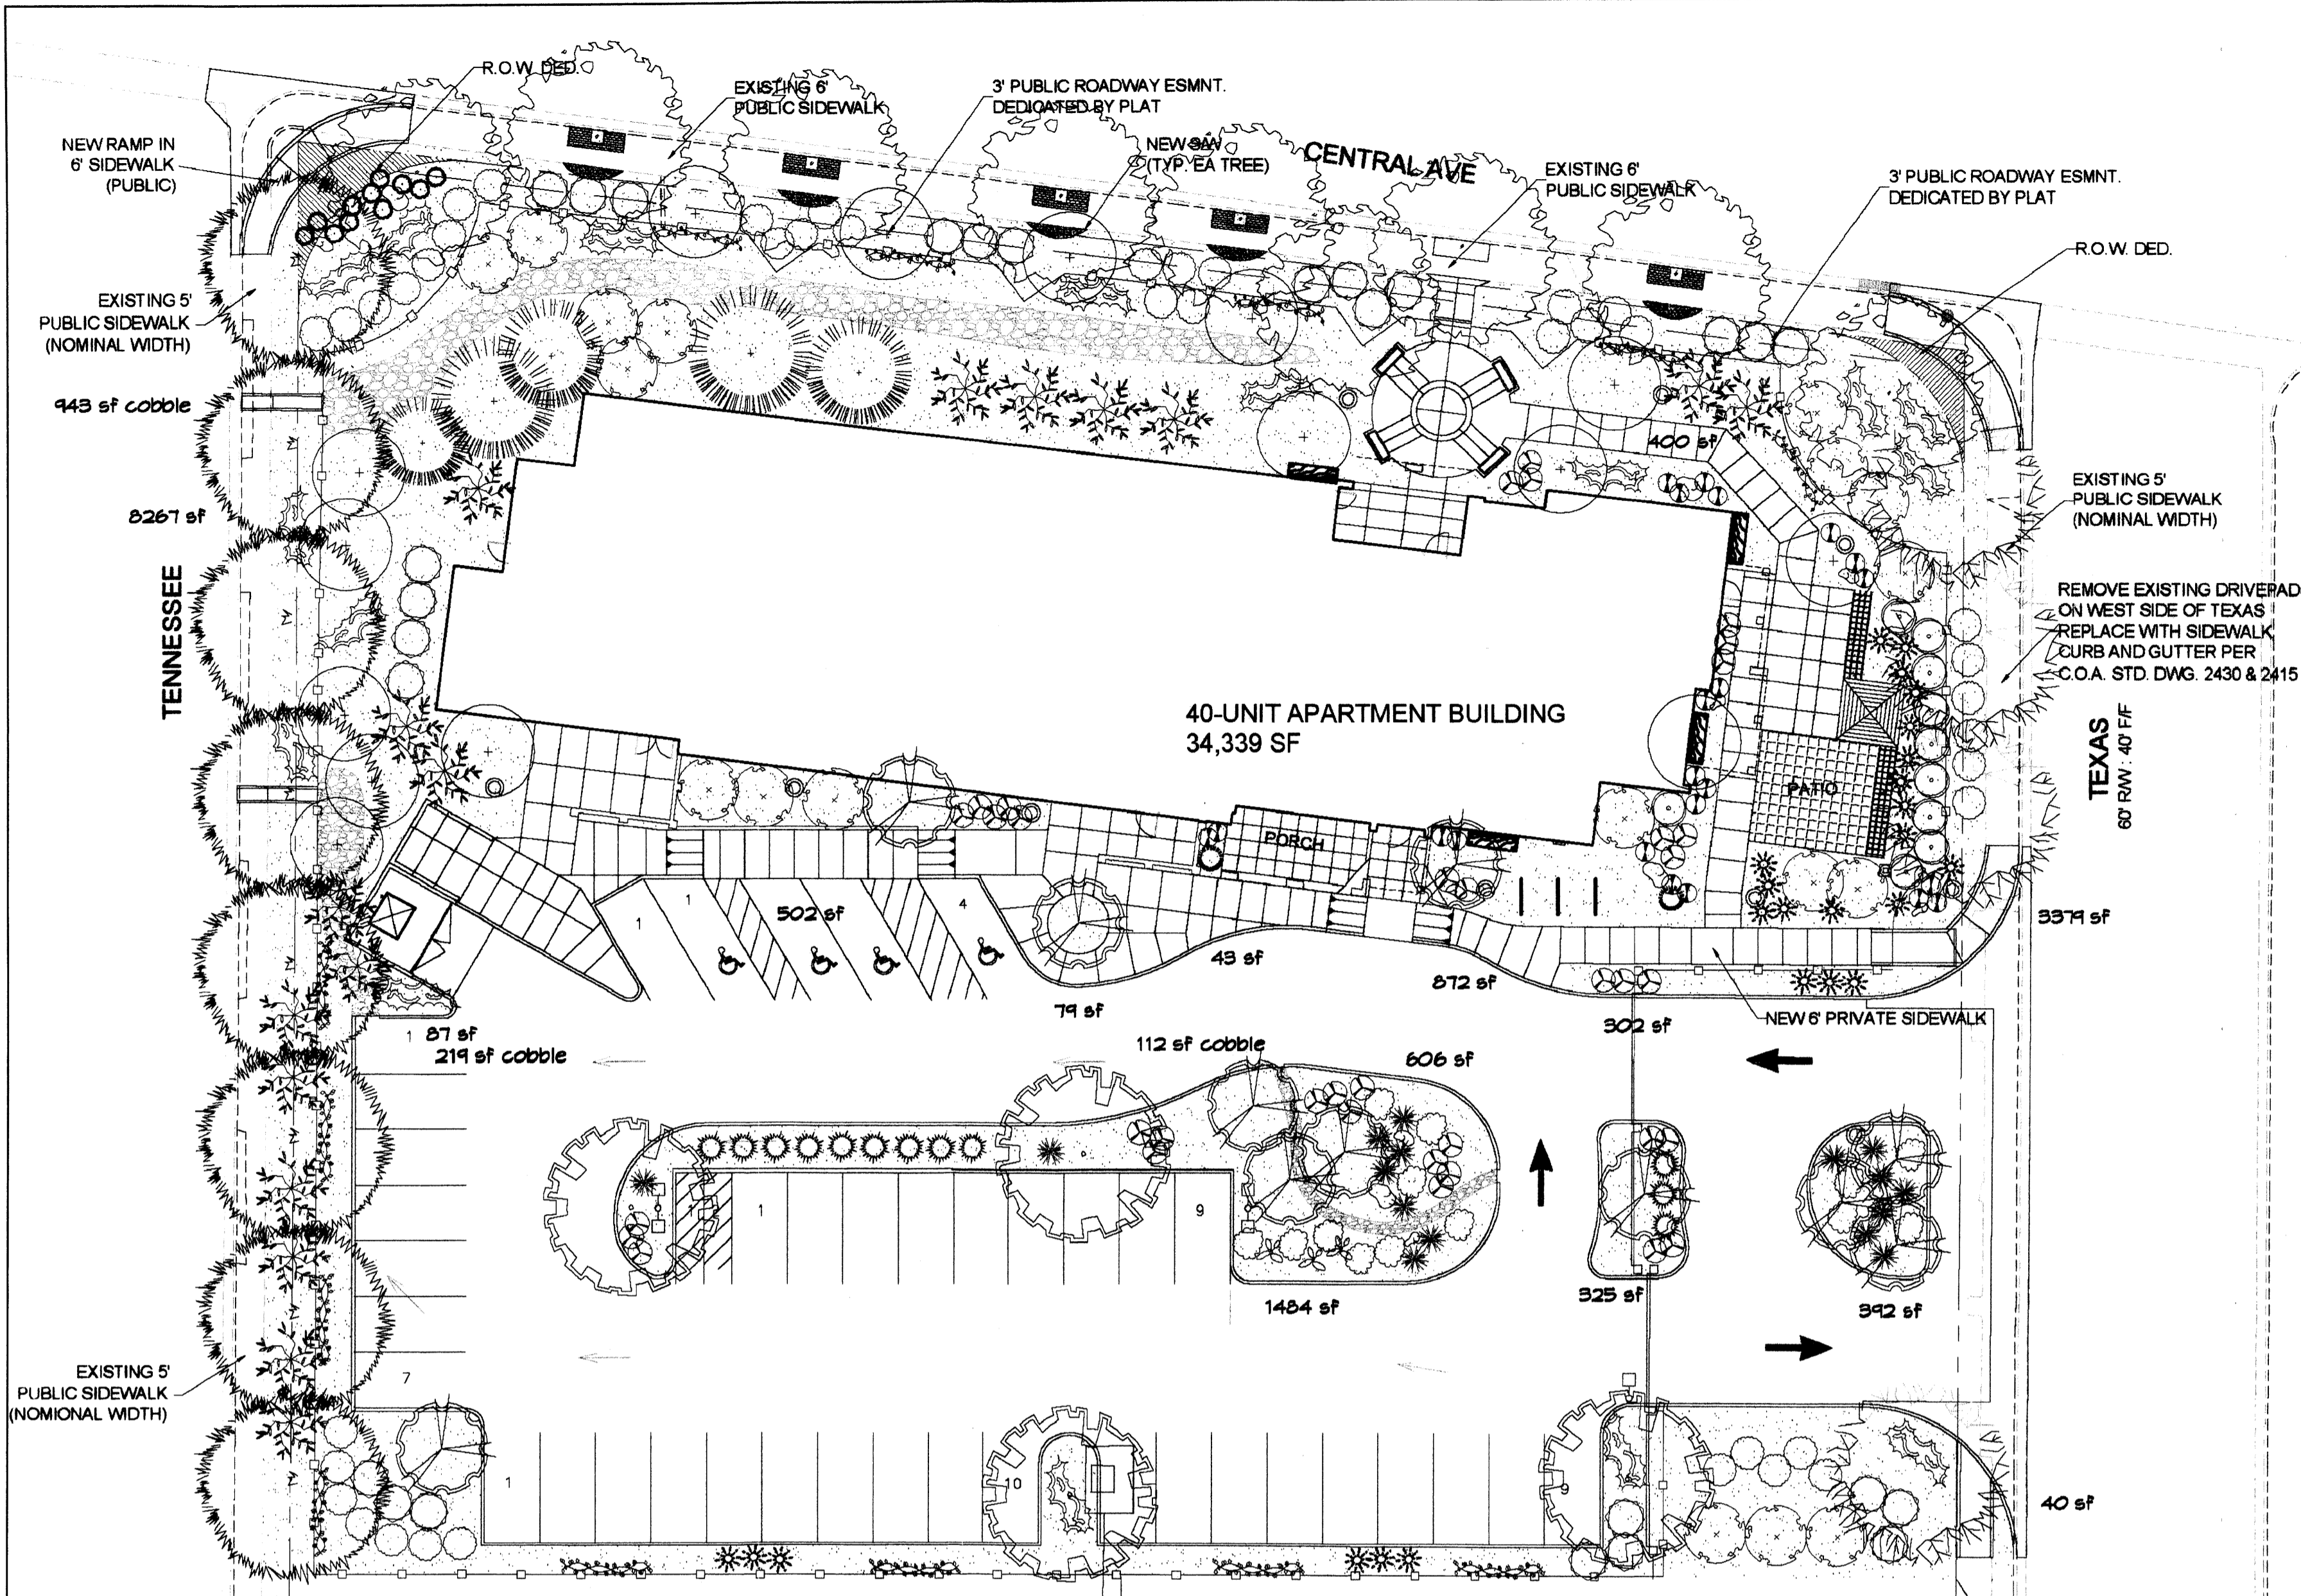 R.O.W. DED.
EXISTING 6'
PUBLIC SIDEWALK
3' PUBLIC ROADWAY ESMNT.
DEDICATED BY PLAT
NEW RAMP IN
6' SIDEWALK
(PUBLIC)
(TYP. EA TREE)
CENTRAL AVE
EXISTING 6'
PUBLIC SIDEWALK
3' PUBLIC ROADWAY ESMNT.
DEDICATED BY PLAT
R.O.W. DED.
EXISTING 5'
PUBLIC SIDEWALK
(NOMINAL WIDTH)
943 sf cobble
400 sf
8267 sf
EXISTING 5'
PUBLIC SIDEWALK
(NOMINAL WIDTH)
TENNESSEE
REMOVE EXISTING DRIVEPAD
ON WEST SIDE OF TEXAS
REPLACE WITH SIDEWALK
CURB AND GUTTER PER
C.O.A. STD. DWG. 2430 & 2415
40-UNIT APARTMENT BUILDING
34,339 SF
TEXAS
60' R/W : 40' F/F
PATIO
PORCH
1
1
502 sf
4
3379 sf
43 sf
872 sf
79 sf
302 sf
NEW 6' PRIVATE SIDEWALK
1
87 sf
219 sf cobble
112 sf cobble
606 sf
1
1
9
1484 sf
325 sf
392 sf
7
EXISTING 5'
PUBLIC SIDEWALK
(NOMIONAL WIDTH)
1
10
9
40 sf